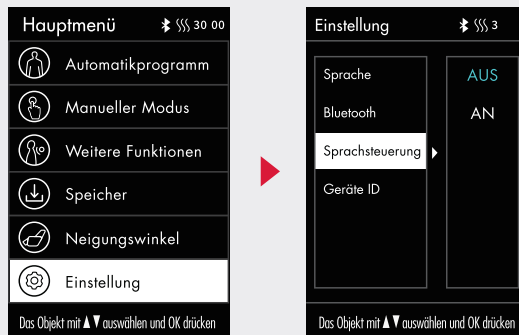 Hauptmenü 30 00
Automatikprogramm
Manueller Modus
Weitere Funktionen
Speicher
Neigungswinkel
Einstellung
Das Objekt mit ▲▼ auswählen und OK drücken
Einstellung 3
Sprache
Bluetooth
Sprachsteuerung
Geräte ID
AUS
AN
Das Objekt mit ▲▼ auswählen und OK drücken